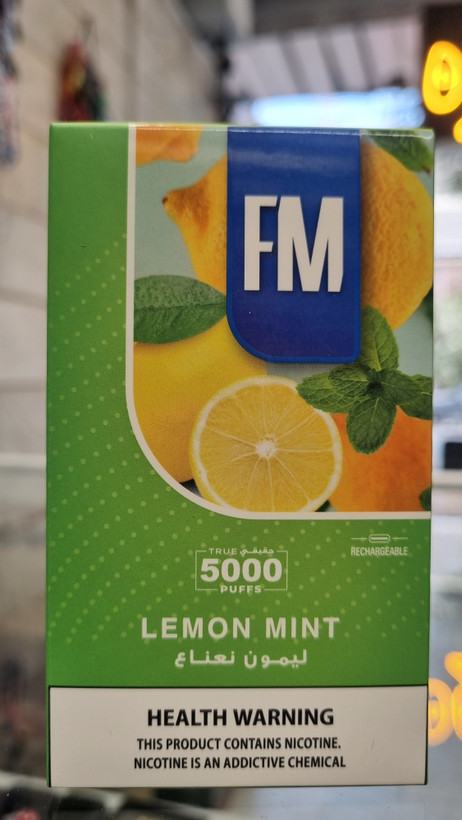 FM
TRUE حقيقي
5000
PUFFS
RECHARGEABLE
LEMON MINT
ليمون نعناع
HEALTH WARNING
THIS PRODUCT CONTAINS NICOTINE.
NICOTINE IS AN ADDICTIVE CHEMICAL